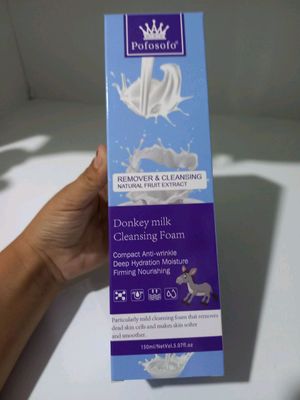 Pofosofo®
REMOVER & CLEANSING
NATURAL FRUIT EXTRACT
Donkey milk
Cleansing Foam
Compact Anti-wrinkle
Deep Hydration Moisture
Firming Nourishing
Particularly mild cleansing foam that removes
dead skin cells and makes skin softer
and smoother.
150ml/NetVol.5.07fl.oz